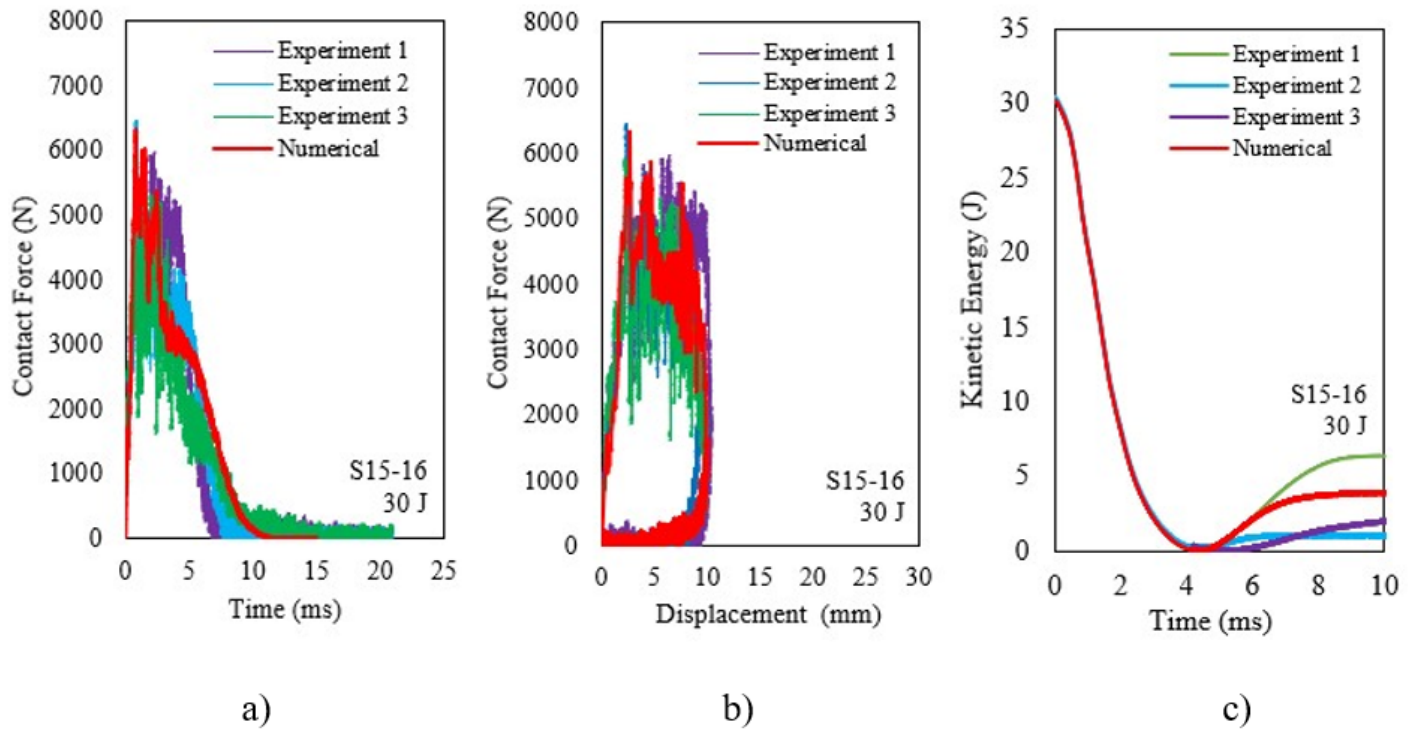 8000
7000
6000
5000
4000
3000
2000
1000
0
Contact Force (N)
Experiment 1
Experiment 2
Experiment 3
Numerical
S15-16
30 J
0 5 10 15 20 25
Time (ms)
a)
8000
7000
6000
5000
4000
3000
2000
1000
0
Contact Force (N)
Experiment 1
Experiment 2
Experiment 3
Numerical
S15-16
30 J
0 5 10 15 20 25 30
Displacement (mm)
b)
35
30
25
20
15
10
5
0
Kinetic Energy (J)
Experiment 1
Experiment 2
Experiment 3
Numerical
S15-16
30 J
0 2 4 6 8 10
Time (ms)
c)